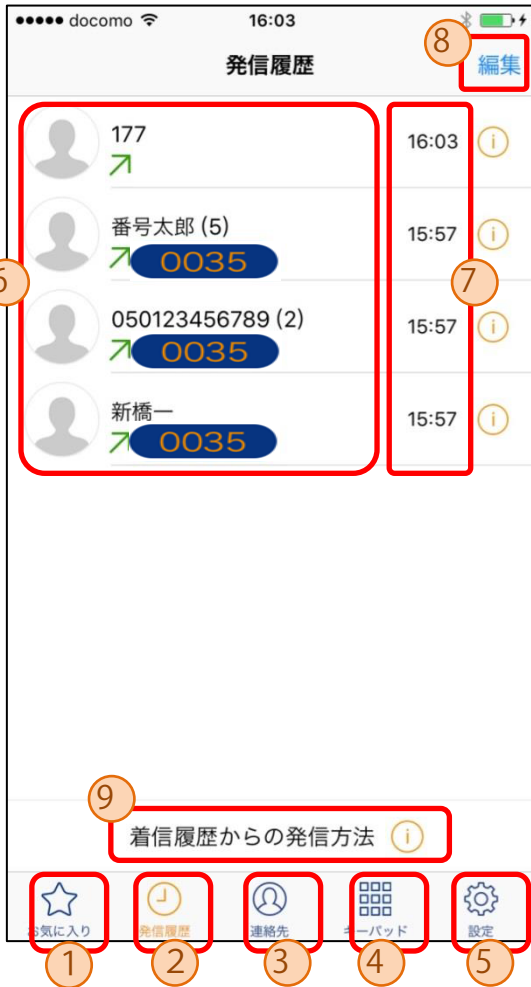 docomo 16:03
8
発信履歴 編集
177 16:03
番号太郎 (5) 15:57
0035
6
7
050123456789 (2) 15:57
0035
新橋一 15:57
0035
9
着信履歴からの発信方法
お気に入り 発信履歴 連絡先 キーパッド 設定
1 2 3 4 5